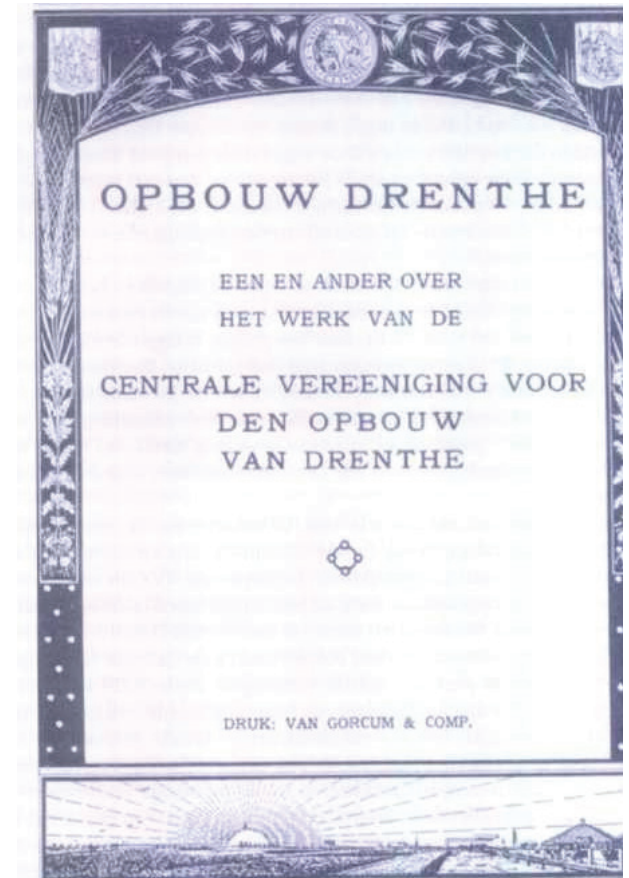 OPBOUW DRENTHE
EEN EN ANDER OVER
HET WERK VAN DE
CENTRALE VEREENIGING VOOR
DEN OPBOUW
VAN DRENTHE
DRUK: VAN GORCUM & COMP.